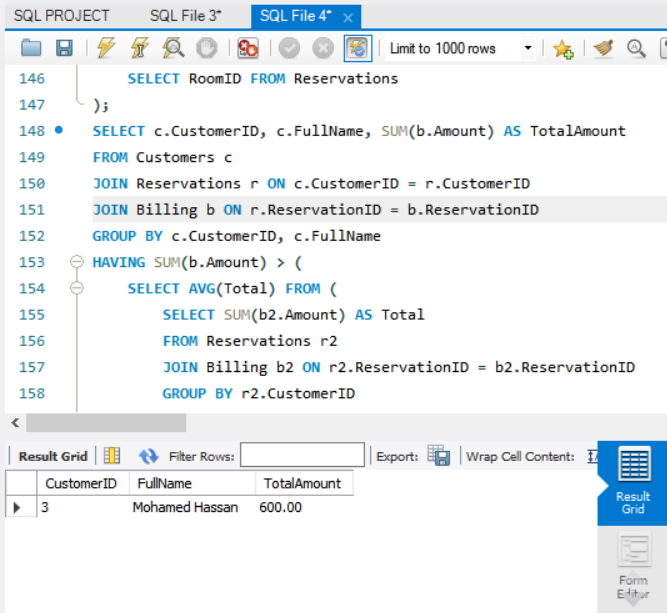 SQL PROJECT SQL File 3* SQL File 4*
Limit to 1000 rows
146 SELECT RoomID FROM Reservations
147 );
148 SELECT c.CustomerID, c.FullName, SUM(b.Amount) AS TotalAmount
149 FROM Customers c
150 JOIN Reservations r ON c.CustomerID = r.CustomerID
151 JOIN Billing b ON r.ReservationID = b.ReservationID
152 GROUP BY c.CustomerID, c.FullName
153 HAVING SUM(b.Amount) > (
154 SELECT AVG(Total) FROM (
155 SELECT SUM(b2.Amount) AS Total
156 FROM Reservations r2
157 JOIN Billing b2 ON r2.ReservationID = b2.ReservationID
158 GROUP BY r2.CustomerID
Result Grid Filter Rows: Export: Wrap Cell Content:
CustomerID FullName TotalAmount
3 Mohamed Hassan 600.00
Result
Grid
Form
Editor